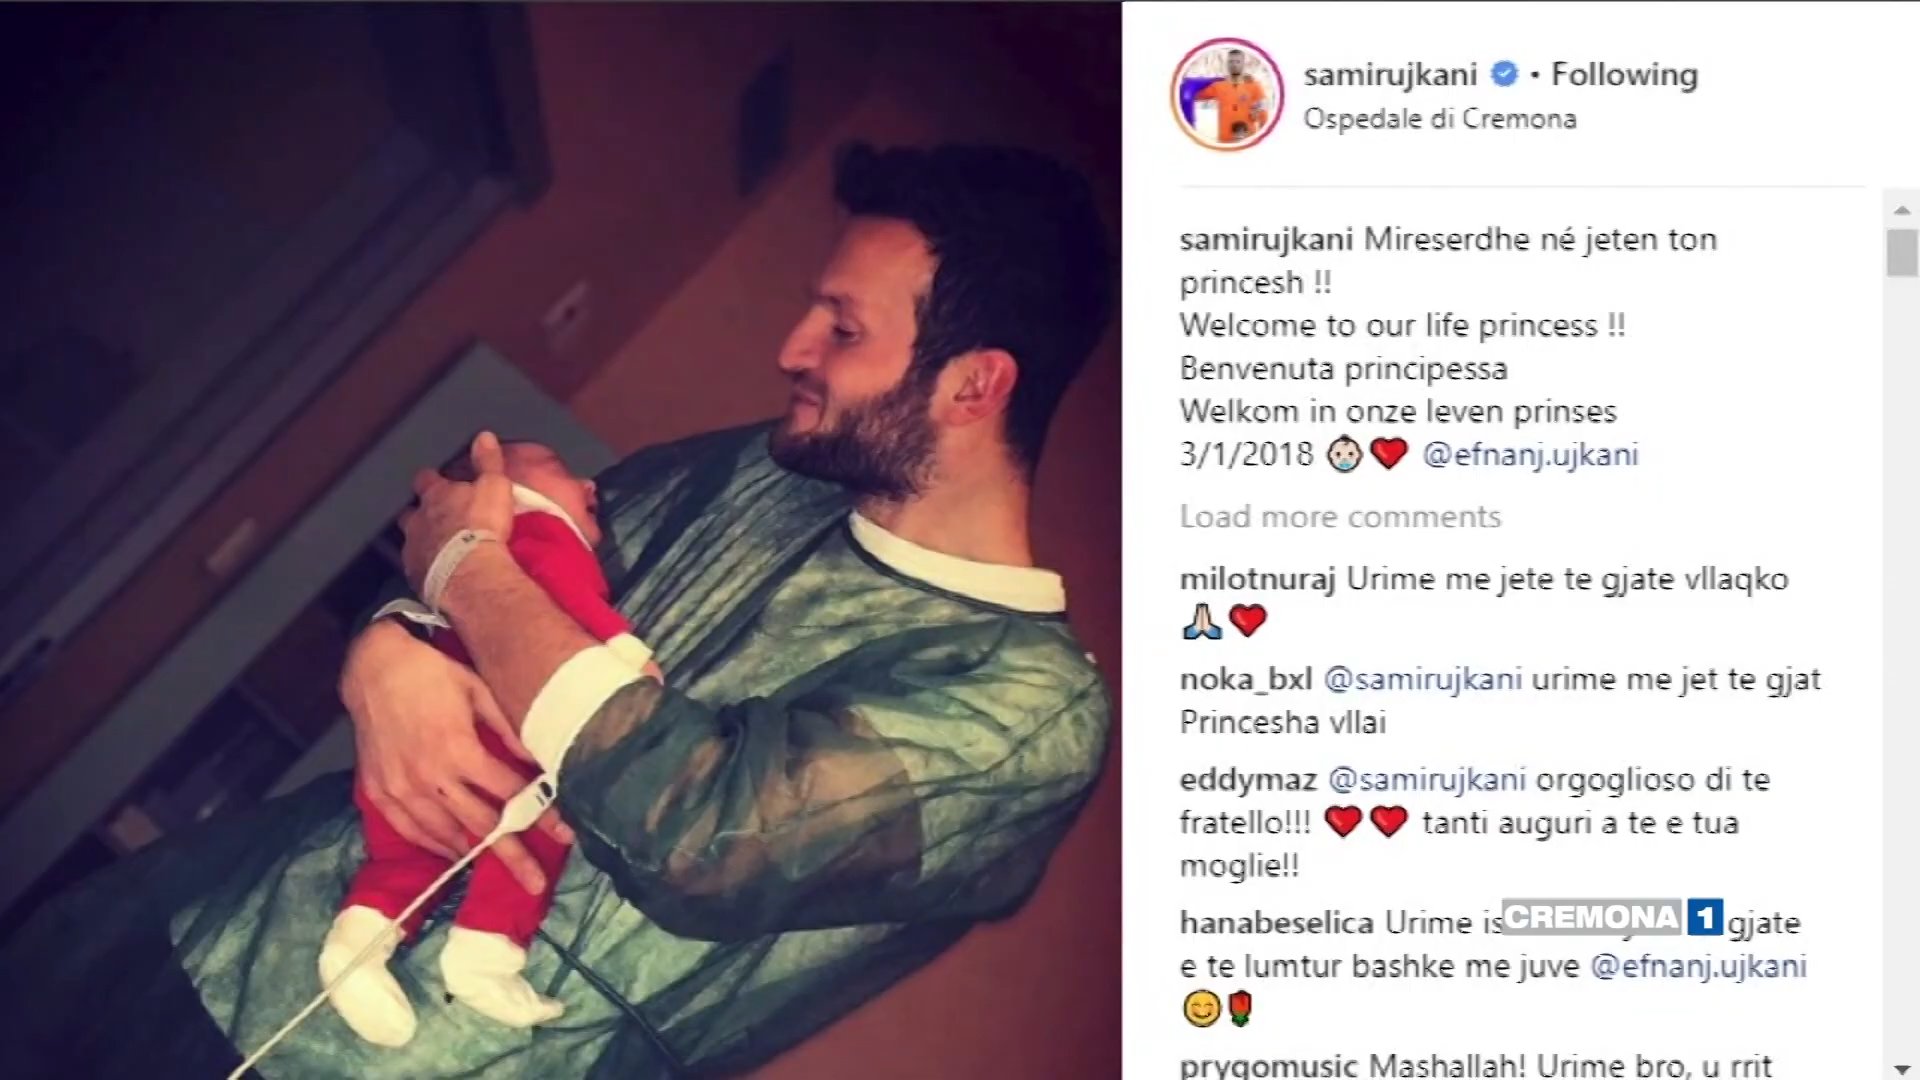 samirujkani • Following
Ospedale di Cremona
samirujkani Mireserdhe né jeten ton
princesh !!
Welcome to our life princess !!
Benvenuta principessa
Welkom in onze leven prinses
3/1/2018 @efnanj.ujkani
Load more comments
milotnuraj Urime me jete te gjate vllaqko
noka_bxl @samirujkani urime me jet te gjat
Princesha vllai
eddymaz @samirujkani orgoglioso di te
fratello!!! tanti auguri a te e tua
moglie!!
hanabeselica Urime gjate
CREMONA 1
e te lumtur bashke me juve @efnanj.ujkani
prygomusic Mashallah! Urime bro, u rrit